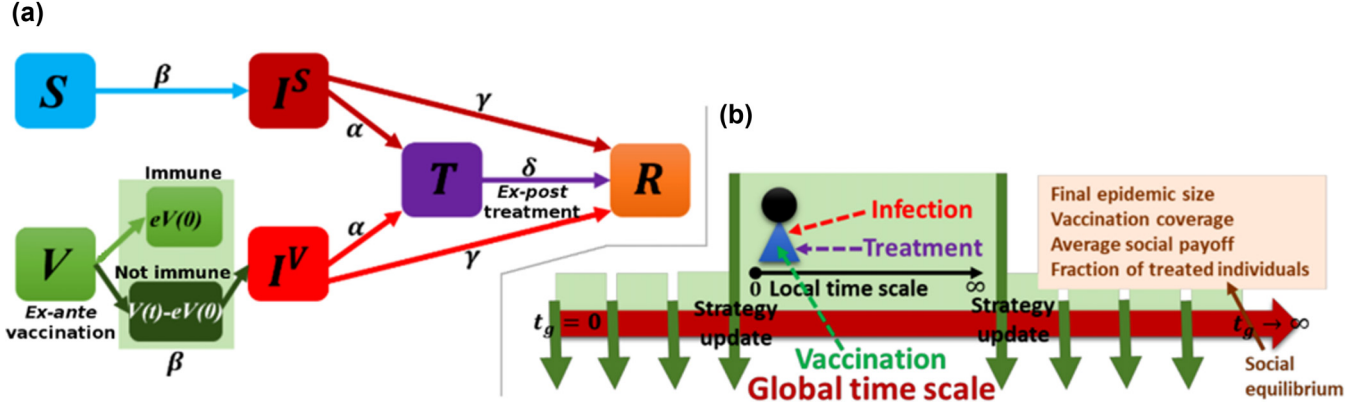 (a)
S
β
I^S
γ
α
T
δ
Ex-post
treatment
R
Immune
eV(0)
V
Not immune
V(t)-eV(0)
I^V
α
γ
Ex-ante
vaccination
β
(b)
Infection
Treatment
0 Local time scale ∞
Final epidemic size
Vaccination coverage
Average social payoff
Fraction of treated individuals
t_g = 0
Strategy
update
Strategy
update
t_g → ∞
Vaccination
Global time scale
Social
equilibrium